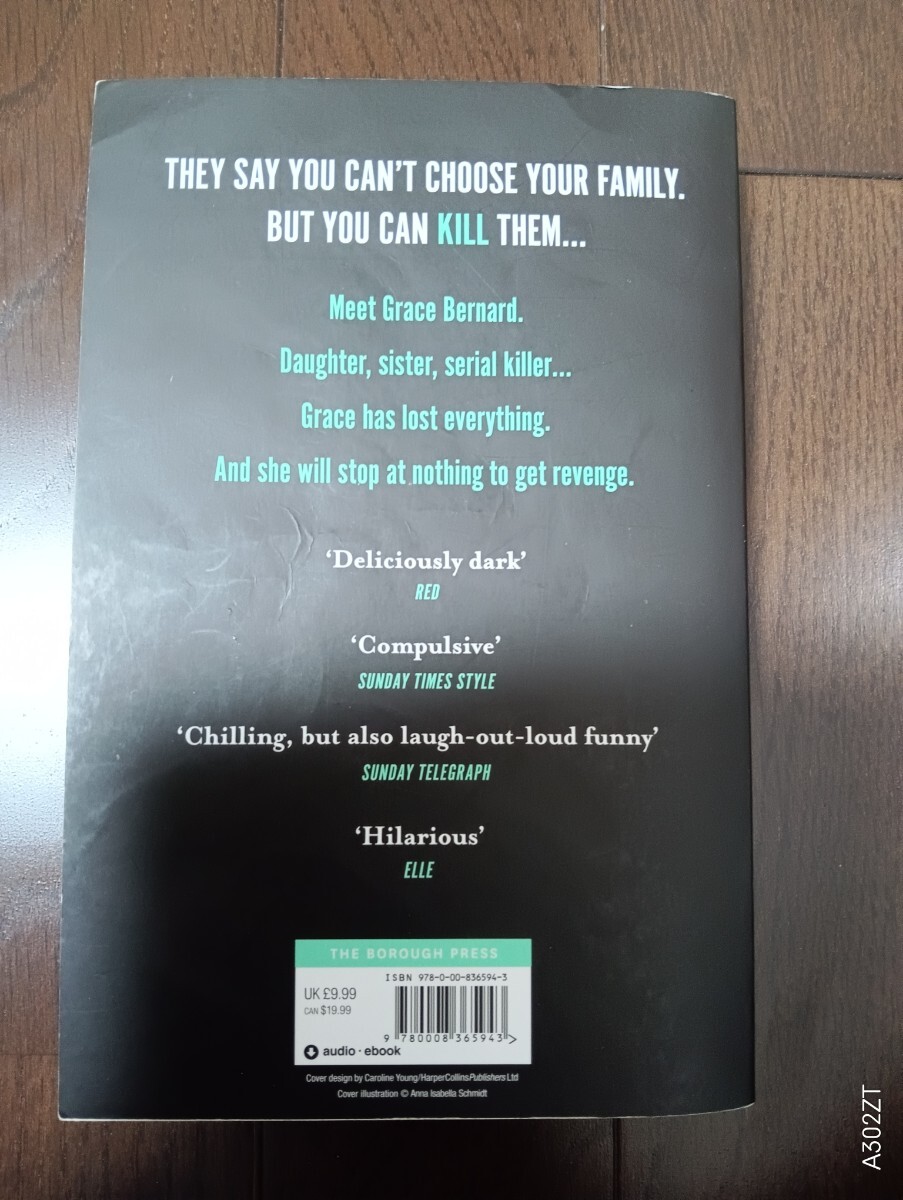 THEY SAY YOU CAN'T CHOOSE YOUR FAMILY.
BUT YOU CAN KILL THEM...
Meet Grace Bernard.
Daughter, sister, serial killer...
Grace has lost everything.
And she will stop at nothing to get revenge.
‘Deliciously dark’
RED
‘Compulsive’
SUNDAY TIMES STYLE
‘Chilling, but also laugh-out-loud funny’
SUNDAY TELEGRAPH
‘Hilarious’
ELLE
THE BOROUGH PRESS
ISBN 978-0-00-836594-3
UK £9.99
CAN $19.99
9 780008 365943 >
audio · ebook
Cover design by Caroline Young/HarperCollinsPublishers Ltd
Cover illustration © Anna Isabella Schmidt
A302ZT